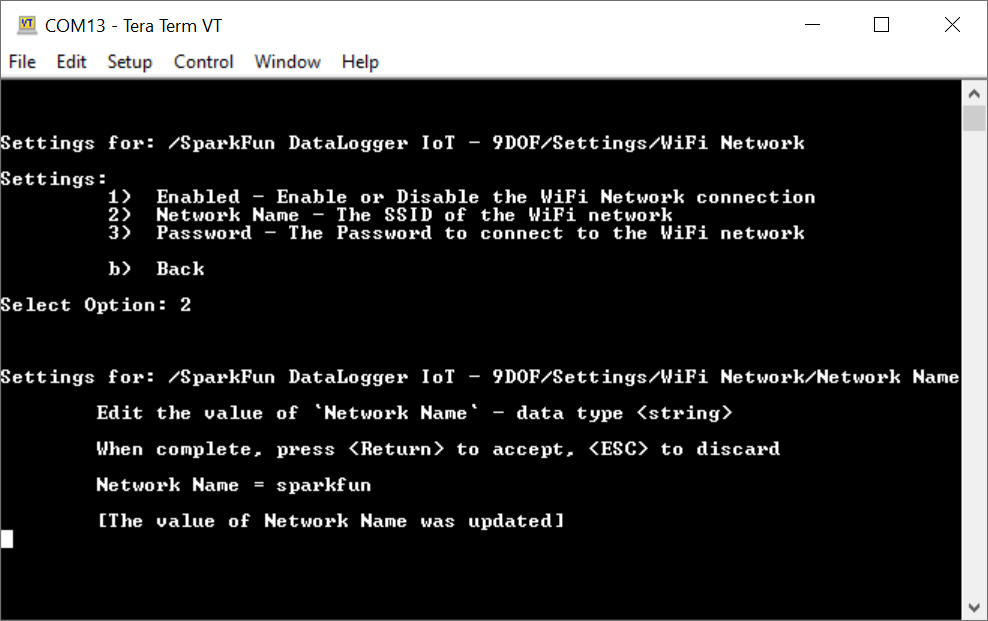 COM13 - Tera Term VT
File Edit Setup Control Window Help
Settings for: /SparkFun DataLogger IoT - 9DOF/Settings/WiFi Network
Settings:
1) Enabled - Enable or Disable the WiFi Network connection
2) Network Name - The SSID of the WiFi network
3) Password - The Password to connect to the WiFi network
b) Back
Select Option: 2
Settings for: /SparkFun DataLogger IoT - 9DOF/Settings/WiFi Network/Network Name
Edit the value of `Network Name` - data type <string>
When complete, press <Return> to accept, <ESC> to discard
Network Name = sparkfun
[The value of Network Name was updated]